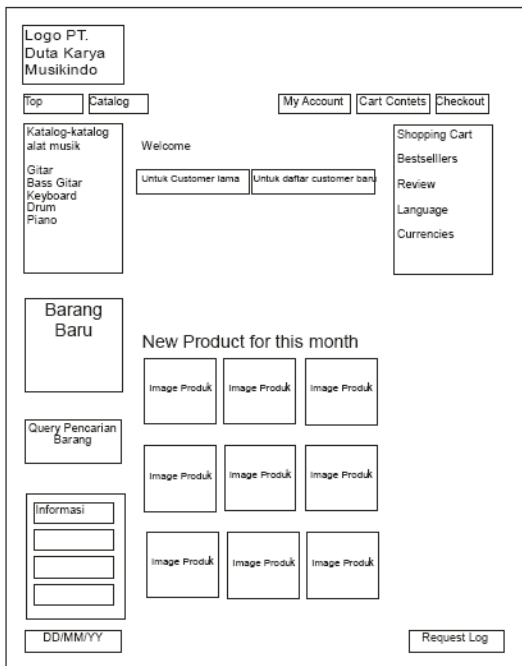 Logo PT.
Duta Karya
Musikindo
Top
Catalog
My Account
Cart Contets
Checkout
Katalog-katalog
alat musik
Gitar
Bass Gitar
Keyboard
Drum
Piano
Welcome
Untuk Customer lama
Untuk daftar customer baru
Shopping Cart
Bestselllers
Review
Language
Currencies
Barang
Baru
New Product for this month
Image Produk
Image Produk
Image Produk
Query Pencarian
Barang
Image Produk
Image Produk
Image Produk
Informasi
Image Produk
Image Produk
Image Produk
DD/MM/YY
Request Log